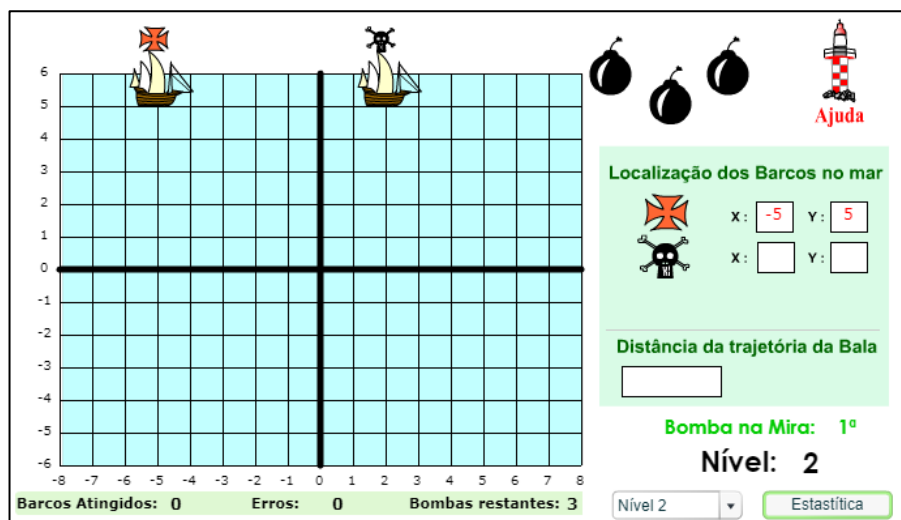 6
5
4
3
2
1
0
-1
-2
-3
-4
-5
-6
-8 -7 -6 -5 -4 -3 -2 -1 0 1 2 3 4 5 6 7 8
Barcos Atingidos: 0 Erros: 0 Bombas restantes: 3
Ajuda
Localização dos Barcos no mar
X : -5 Y : 5
X : Y :
Distância da trajetória da Bala
Bomba na Mira: 1ª
Nível: 2
Nível 2
Estastítica